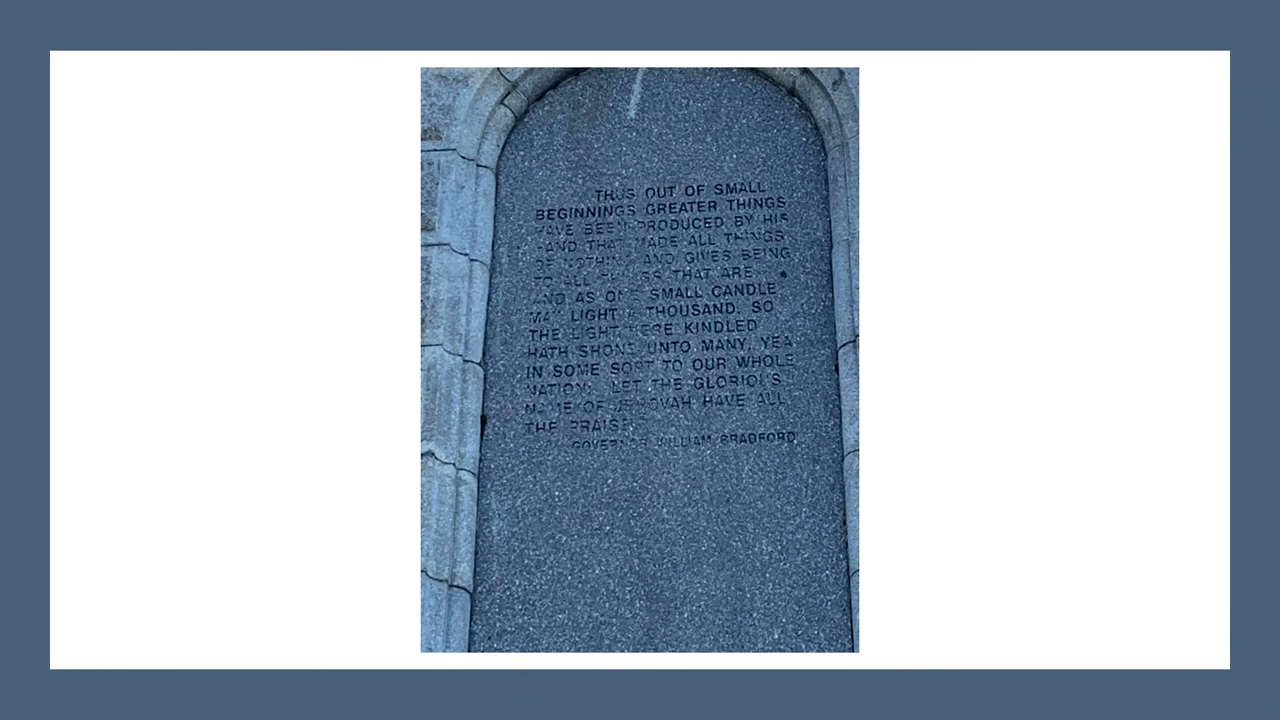 THUS OUT OF SMALL
BEGINNINGS GREATER THINGS
HAVE BEEN PRODUCED BY HIS
HAND THAT MADE ALL THINGS
OF NOTHING AND GIVES BEING
TO ALL THINGS THAT ARE
AND AS ONE SMALL CANDLE
MAY LIGHT A THOUSAND, SO
THE LIGHT HERE KINDLED
HATH SHONE UNTO MANY, YEA
IN SOME SORT TO OUR WHOLE
NATION; LET THE GLORIOUS
NAME OF JEHOVAH HAVE ALL
THE PRAISE
GOVERNOR WILLIAM BRADFORD